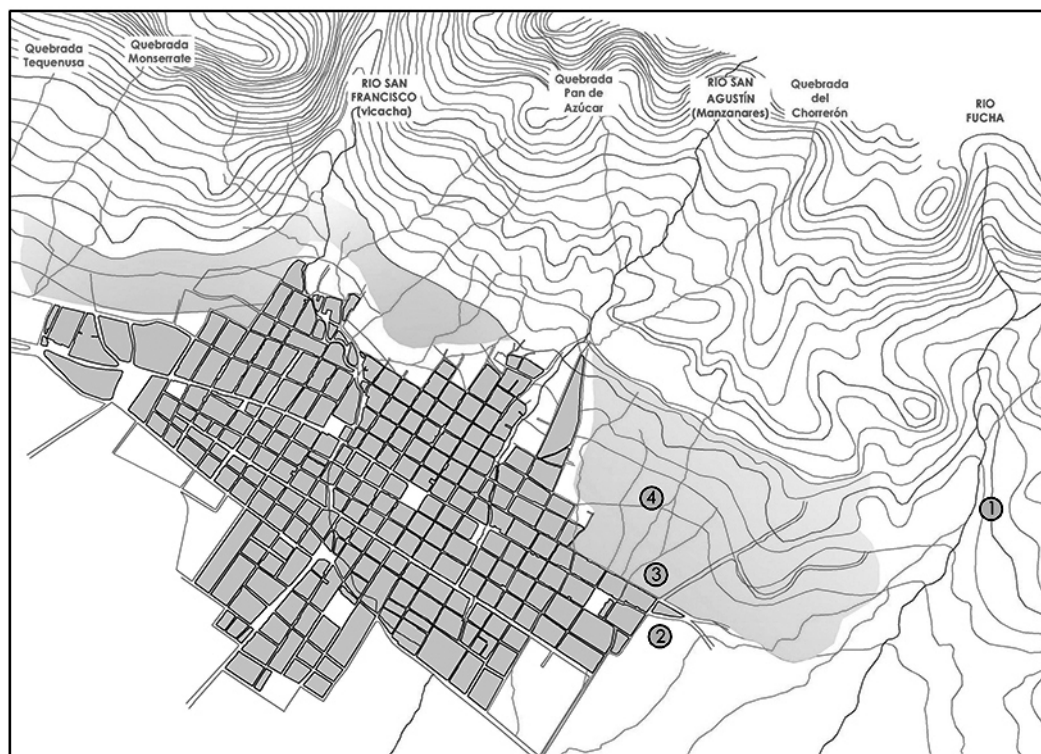 Quebrada
Tequenusa
Quebrada
Monserrate
RIO SAN
FRANCISCO
(vicacha)
Quebrada
Pan de
Azúcar
RIO SAN
AGUSTÍN
(Manzanares)
Quebrada
del
Chorrerón
RIO
FUCHA
4
1
3
2